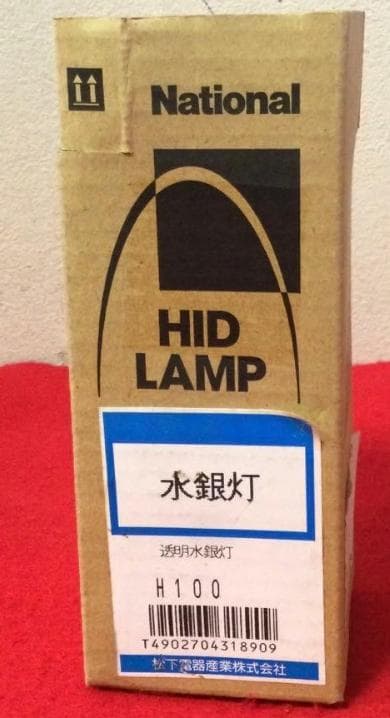 National
HID
LAMP
水銀灯
透明水銀灯
H100
T4902704318909
松下電器産業株式会社